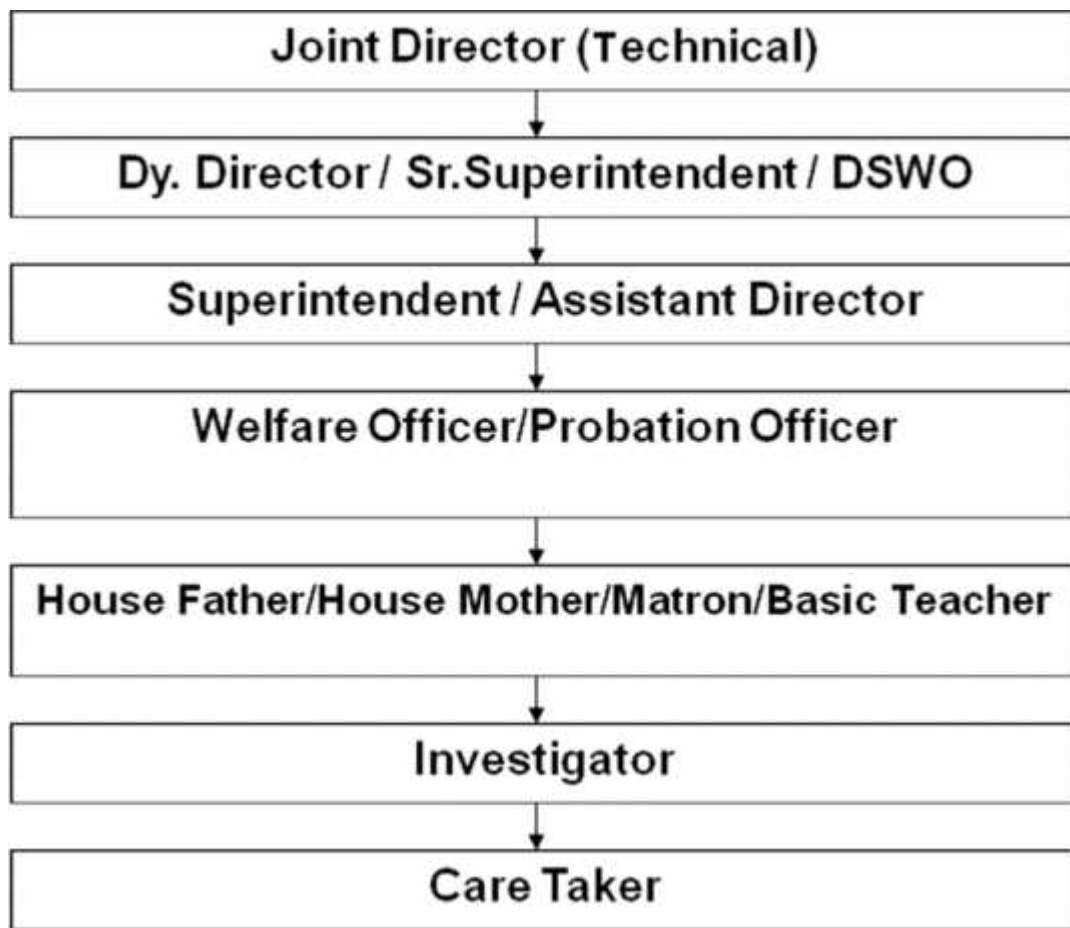 Joint Director (Technical)
Dy. Director / Sr.Superintendent / DSWO
Superintendent / Assistant Director
Welfare Officer/Probation Officer
House Father/House Mother/Matron/Basic Teacher
Investigator
Care Taker